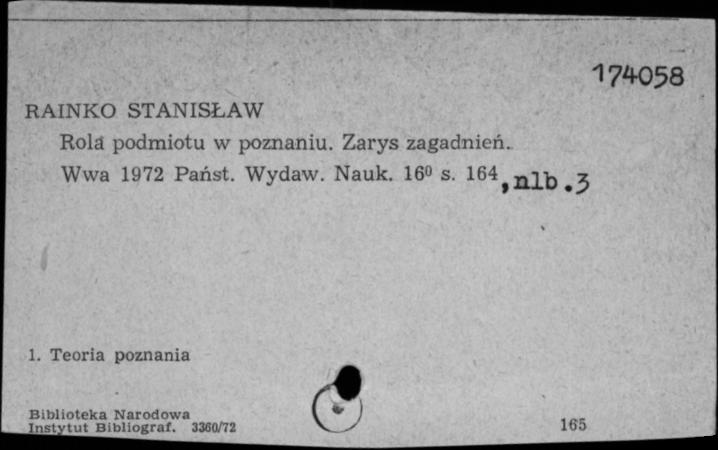 174058
RAINKO STANISŁAW
Rola podmiotu w poznaniu. Zarys zagadnień.
Wwa 1972 Państ. Wydaw. Nauk. 16⁰ s. 164, nlb.3
1. Teoria poznania
Biblioteka Narodowa
Instytut Bibliograf. 3360/72
165